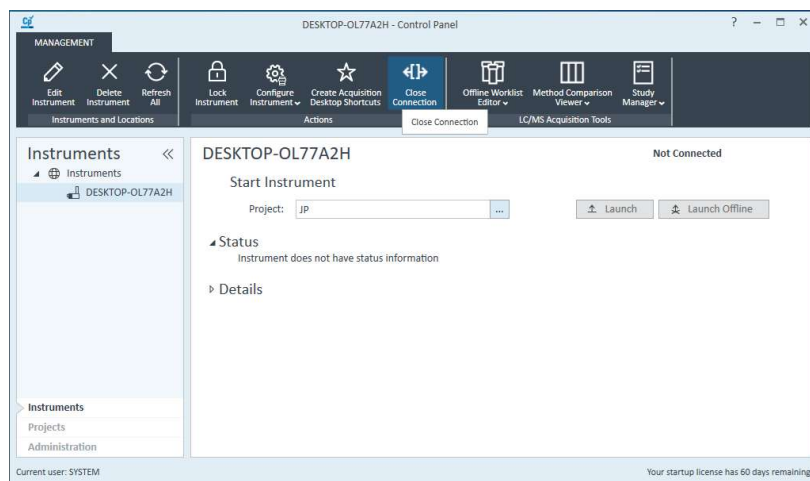 DESKTOP-OL77A2H - Control Panel
MANAGEMENT
Edit Instrument
Delete Instrument
Refresh All
Instruments and Locations
Lock Instrument
Configure Instrument
Create Acquisition Desktop Shortcuts
Close Connection
Actions
Offline Worklist Editor
Method Comparison Viewer
Study Manager
LC/MS Acquisition Tools
Close Connection
Instruments
Instruments
DESKTOP-OL77A2H
DESKTOP-OL77A2H
Not Connected
Start Instrument
Project: JP ...
Launch
Launch Offline
Status
Instrument does not have status information
Details
Instruments
Projects
Administration
Current user: SYSTEM
Your startup license has 60 days remaining